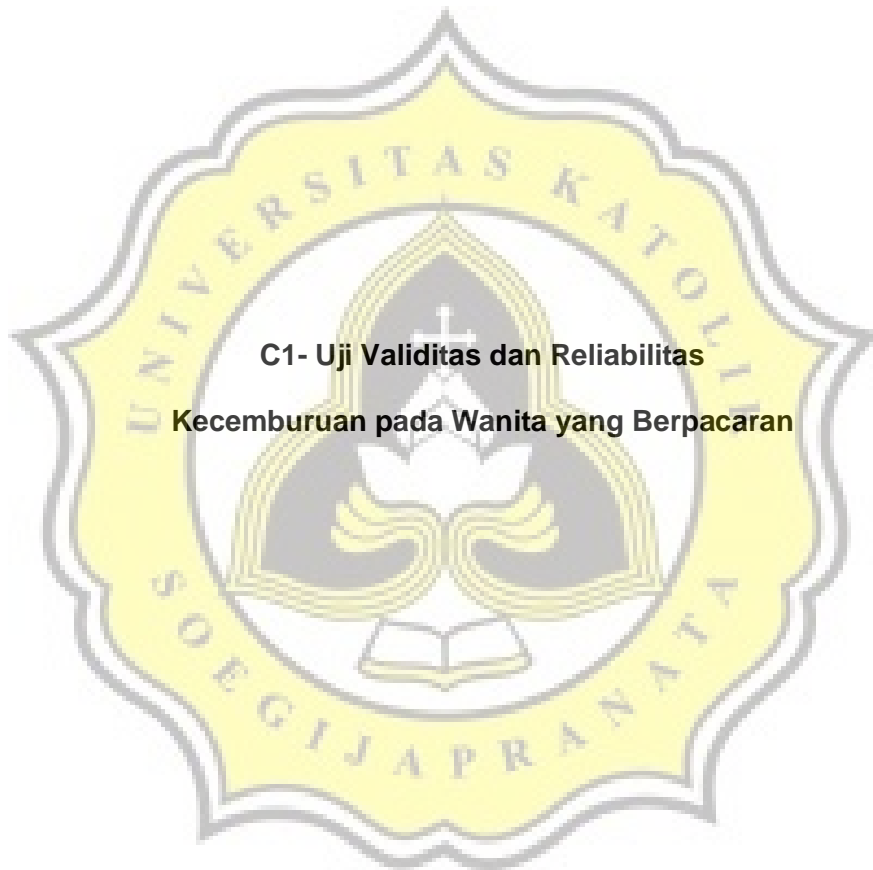 UNIVERSITAS KATOLIK
C1- Uji Validitas dan Reliabilitas
Kecemburuan pada Wanita yang Berpacaran
SOEGIJAPRANATA